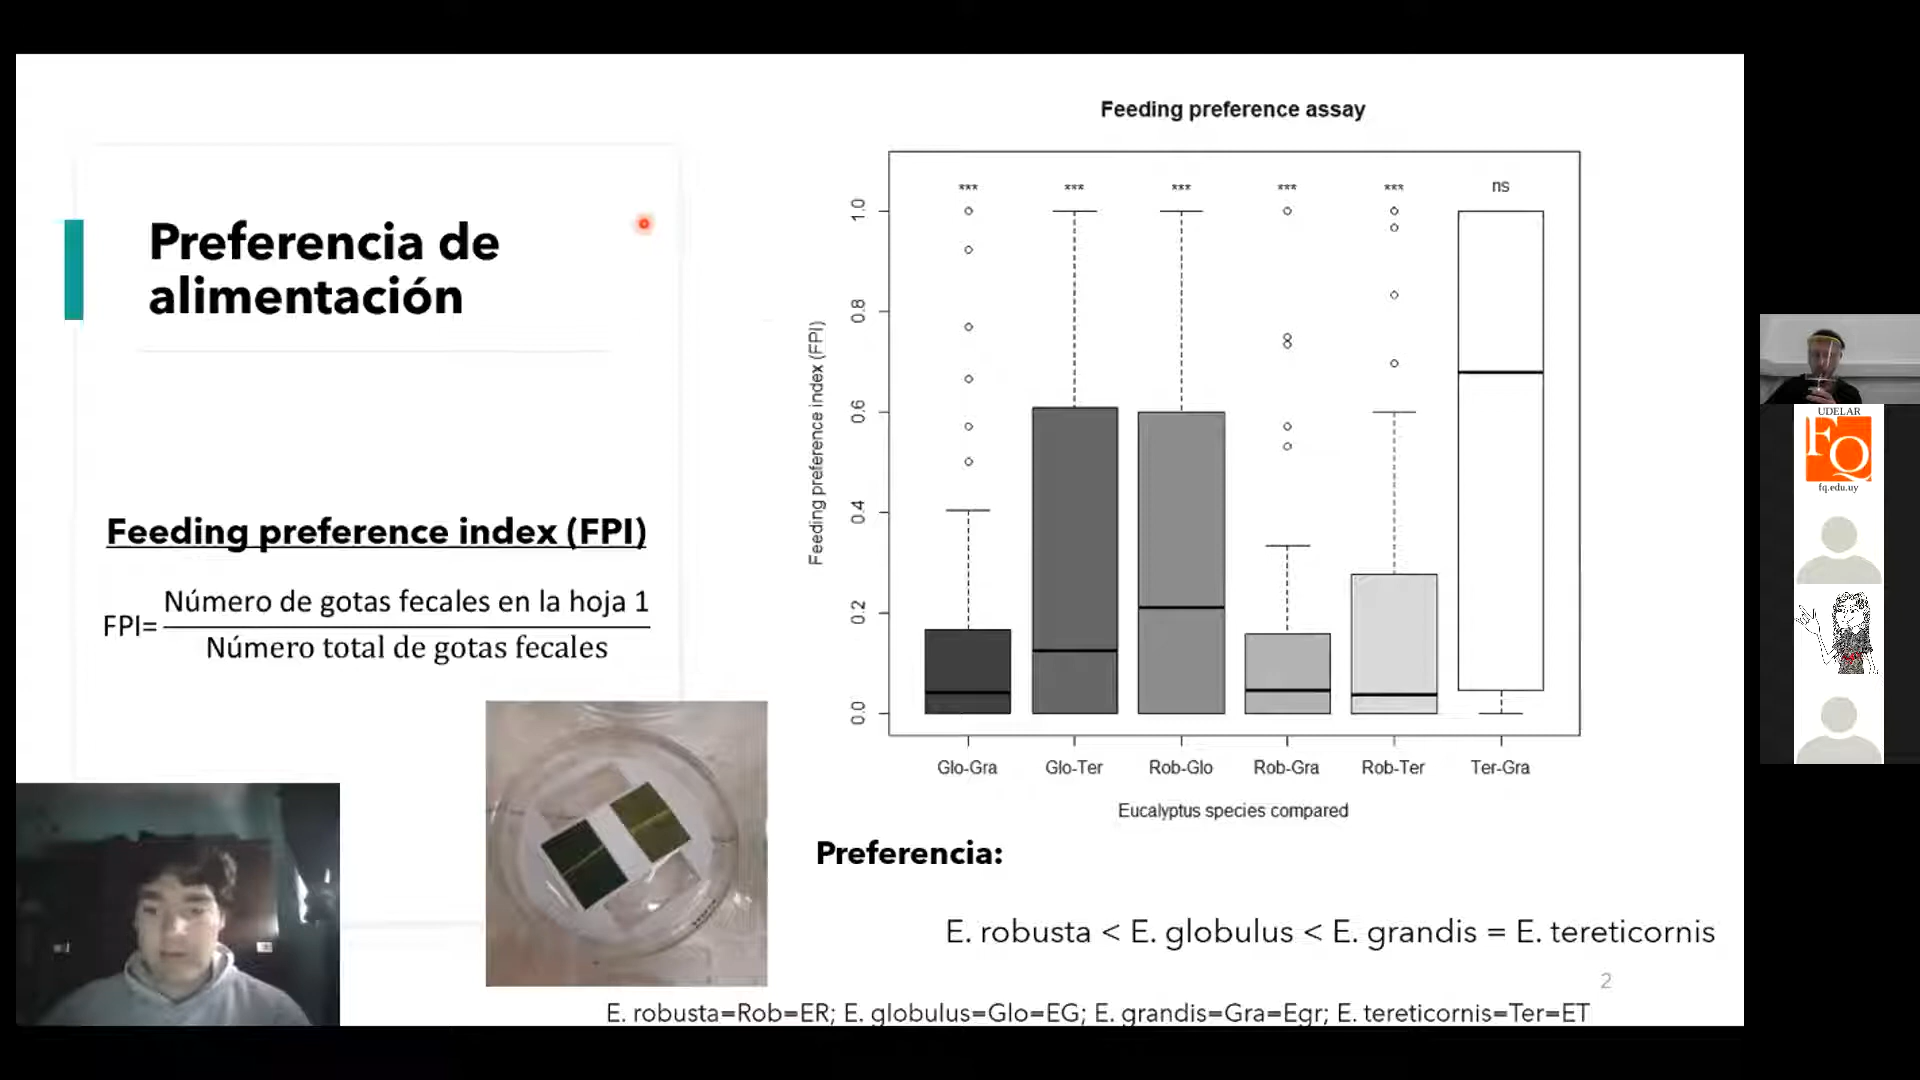 Preferencia de
alimentación
Feeding preference index (FPI)
FPI=
Número de gotas fecales en la hoja 1
Número total de gotas fecales
Feeding preference assay
*** *** *** *** *** ns
Feeding preference index (FPI)
1.0
0.8
0.6
0.4
0.2
0.0
Glo-Gra Glo-Ter Rob-Glo Rob-Gra Rob-Ter Ter-Gra
Eucalyptus species compared
Preferencia:
E. robusta < E. globulus < E. grandis = E. tereticornis
2
E. robusta=Rob=ER; E. globulus=Glo=EG; E. grandis=Gra=Egr; E. tereticornis=Ter=ET
UDELAR
FQ
fq.edu.uy